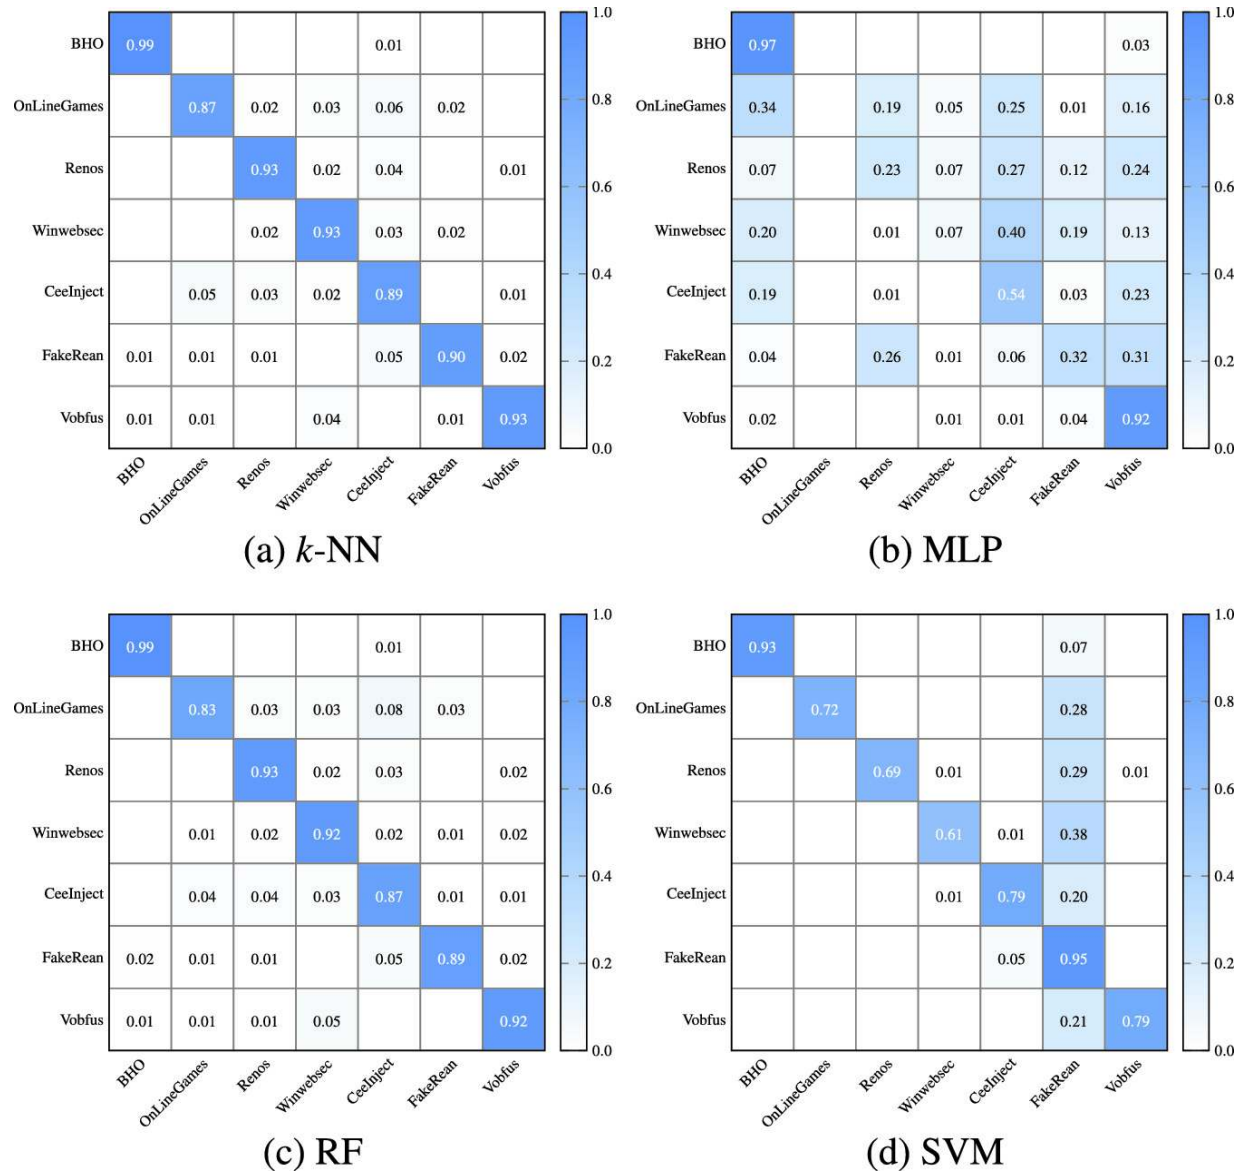 1.0
BHO 0.99 0.01
0.8
OnLineGames 0.87 0.02 0.03 0.06 0.02
Renos 0.93 0.02 0.04 0.01
0.6
Winwebsec 0.02 0.93 0.03 0.02
0.4
CeeInject 0.05 0.03 0.02 0.89 0.01
FakeRean 0.01 0.01 0.01 0.05 0.90 0.02
0.2
Vobfus 0.01 0.01 0.04 0.01 0.93
0.0
BHO OnLineGames Renos Winwebsec CeeInject FakeRean Vobfus
(a) k-NN
1.0
BHO 0.97 0.03
0.8
OnLineGames 0.34 0.19 0.05 0.25 0.01 0.16
Renos 0.07 0.23 0.07 0.27 0.12 0.24
0.6
Winwebsec 0.20 0.01 0.07 0.40 0.19 0.13
0.4
CeeInject 0.19 0.01 0.54 0.03 0.23
FakeRean 0.04 0.26 0.01 0.06 0.32 0.31
0.2
Vobfus 0.02 0.01 0.01 0.04 0.92
0.0
BHO OnLineGames Renos Winwebsec CeeInject FakeRean Vobfus
(b) MLP
1.0
BHO 0.99 0.01
0.8
OnLineGames 0.83 0.03 0.03 0.08 0.03
Renos 0.93 0.02 0.03 0.02
0.6
Winwebsec 0.01 0.02 0.92 0.02 0.01 0.02
0.4
CeeInject 0.04 0.04 0.03 0.87 0.01 0.01
FakeRean 0.02 0.01 0.01 0.05 0.89 0.02
0.2
Vobfus 0.01 0.01 0.01 0.05 0.92
0.0
BHO OnLineGames Renos Winwebsec CeeInject FakeRean Vobfus
(c) RF
1.0
BHO 0.93 0.07
0.8
OnLineGames 0.72 0.28
Renos 0.69 0.01 0.29 0.01
0.6
Winwebsec 0.61 0.01 0.38
0.4
CeeInject 0.01 0.79 0.20
FakeRean 0.05 0.95
0.2
Vobfus 0.21 0.79
0.0
BHO OnLineGames Renos Winwebsec CeeInject FakeRean Vobfus
(d) SVM